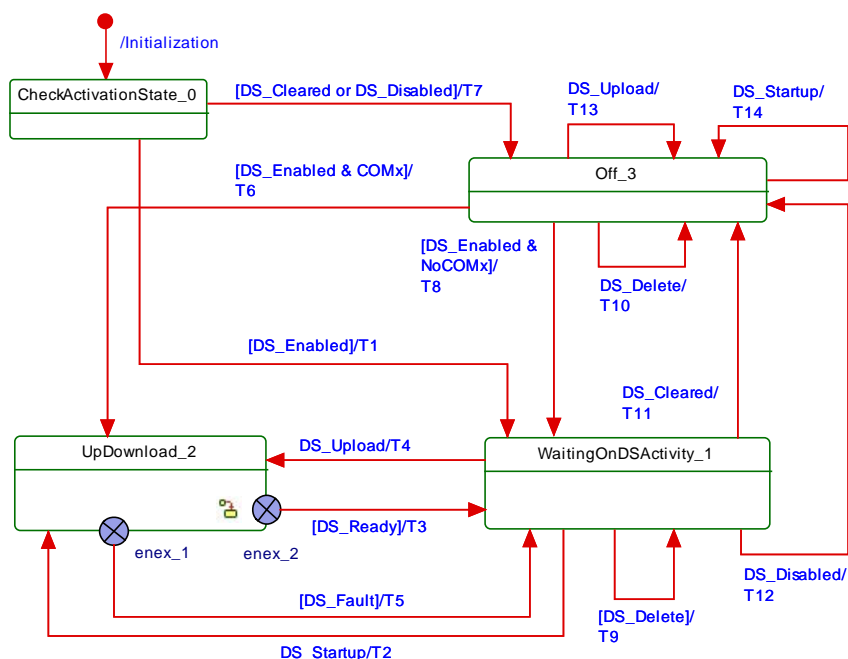 /Initialization
CheckActivationState_0
[DS_Cleared or DS_Disabled]/T7
DS_Upload/
T13
DS_Startup/
T14
[DS_Enabled & COMx]/
T6
Off_3
[DS_Enabled &
NoCOMx]/
T8
DS_Delete/
T10
[DS_Enabled]/T1
DS_Cleared/
T11
UpDownload_2
DS_Upload/T4
WaitingOnDSActivity_1
[DS_Ready]/T3
enex_1
enex_2
[DS_Fault]/T5
[DS_Delete]/
T9
DS_Disabled/
T12
DS_Startup/T2